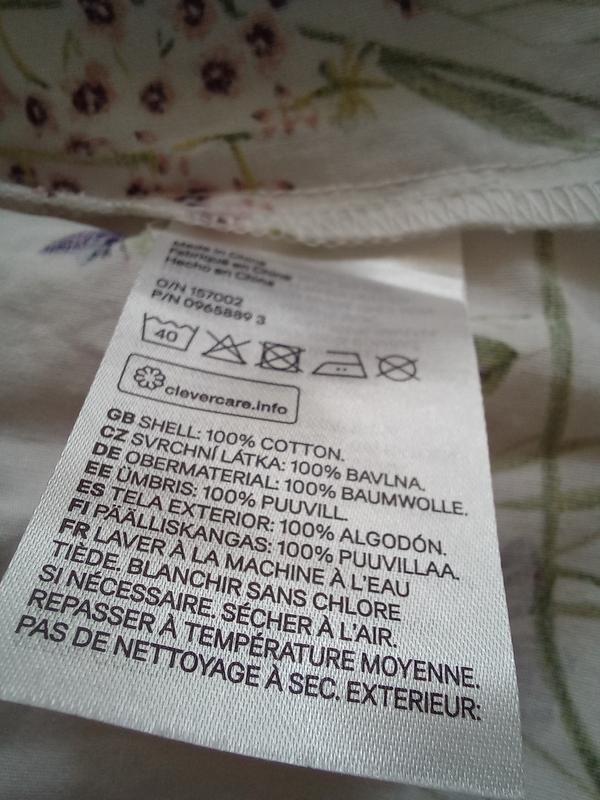 Made in China
Fabriqué en Chine
Hecho en China
O/N 157002
P/N 0965889 3
40
clevercare.info
GB SHELL: 100% COTTON.
CZ SVRCHNÍ LÁTKA: 100% BAVLNA.
DE OBERMATERIAL: 100% BAUMWOLLE.
EE ÜMBRIS: 100% PUUVILL.
ES TELA EXTERIOR: 100% ALGODÓN.
FI PÄÄLLISKANGAS: 100% PUUVILLAA.
FR LAVER À LA MACHINE À L'EAU
TIÈDE. BLANCHIR SANS CHLORE
SI NÉCESSAIRE. SÉCHER À L'AIR.
REPASSER À TEMPÉRATURE MOYENNE.
PAS DE NETTOYAGE À SEC. EXTERIEUR: